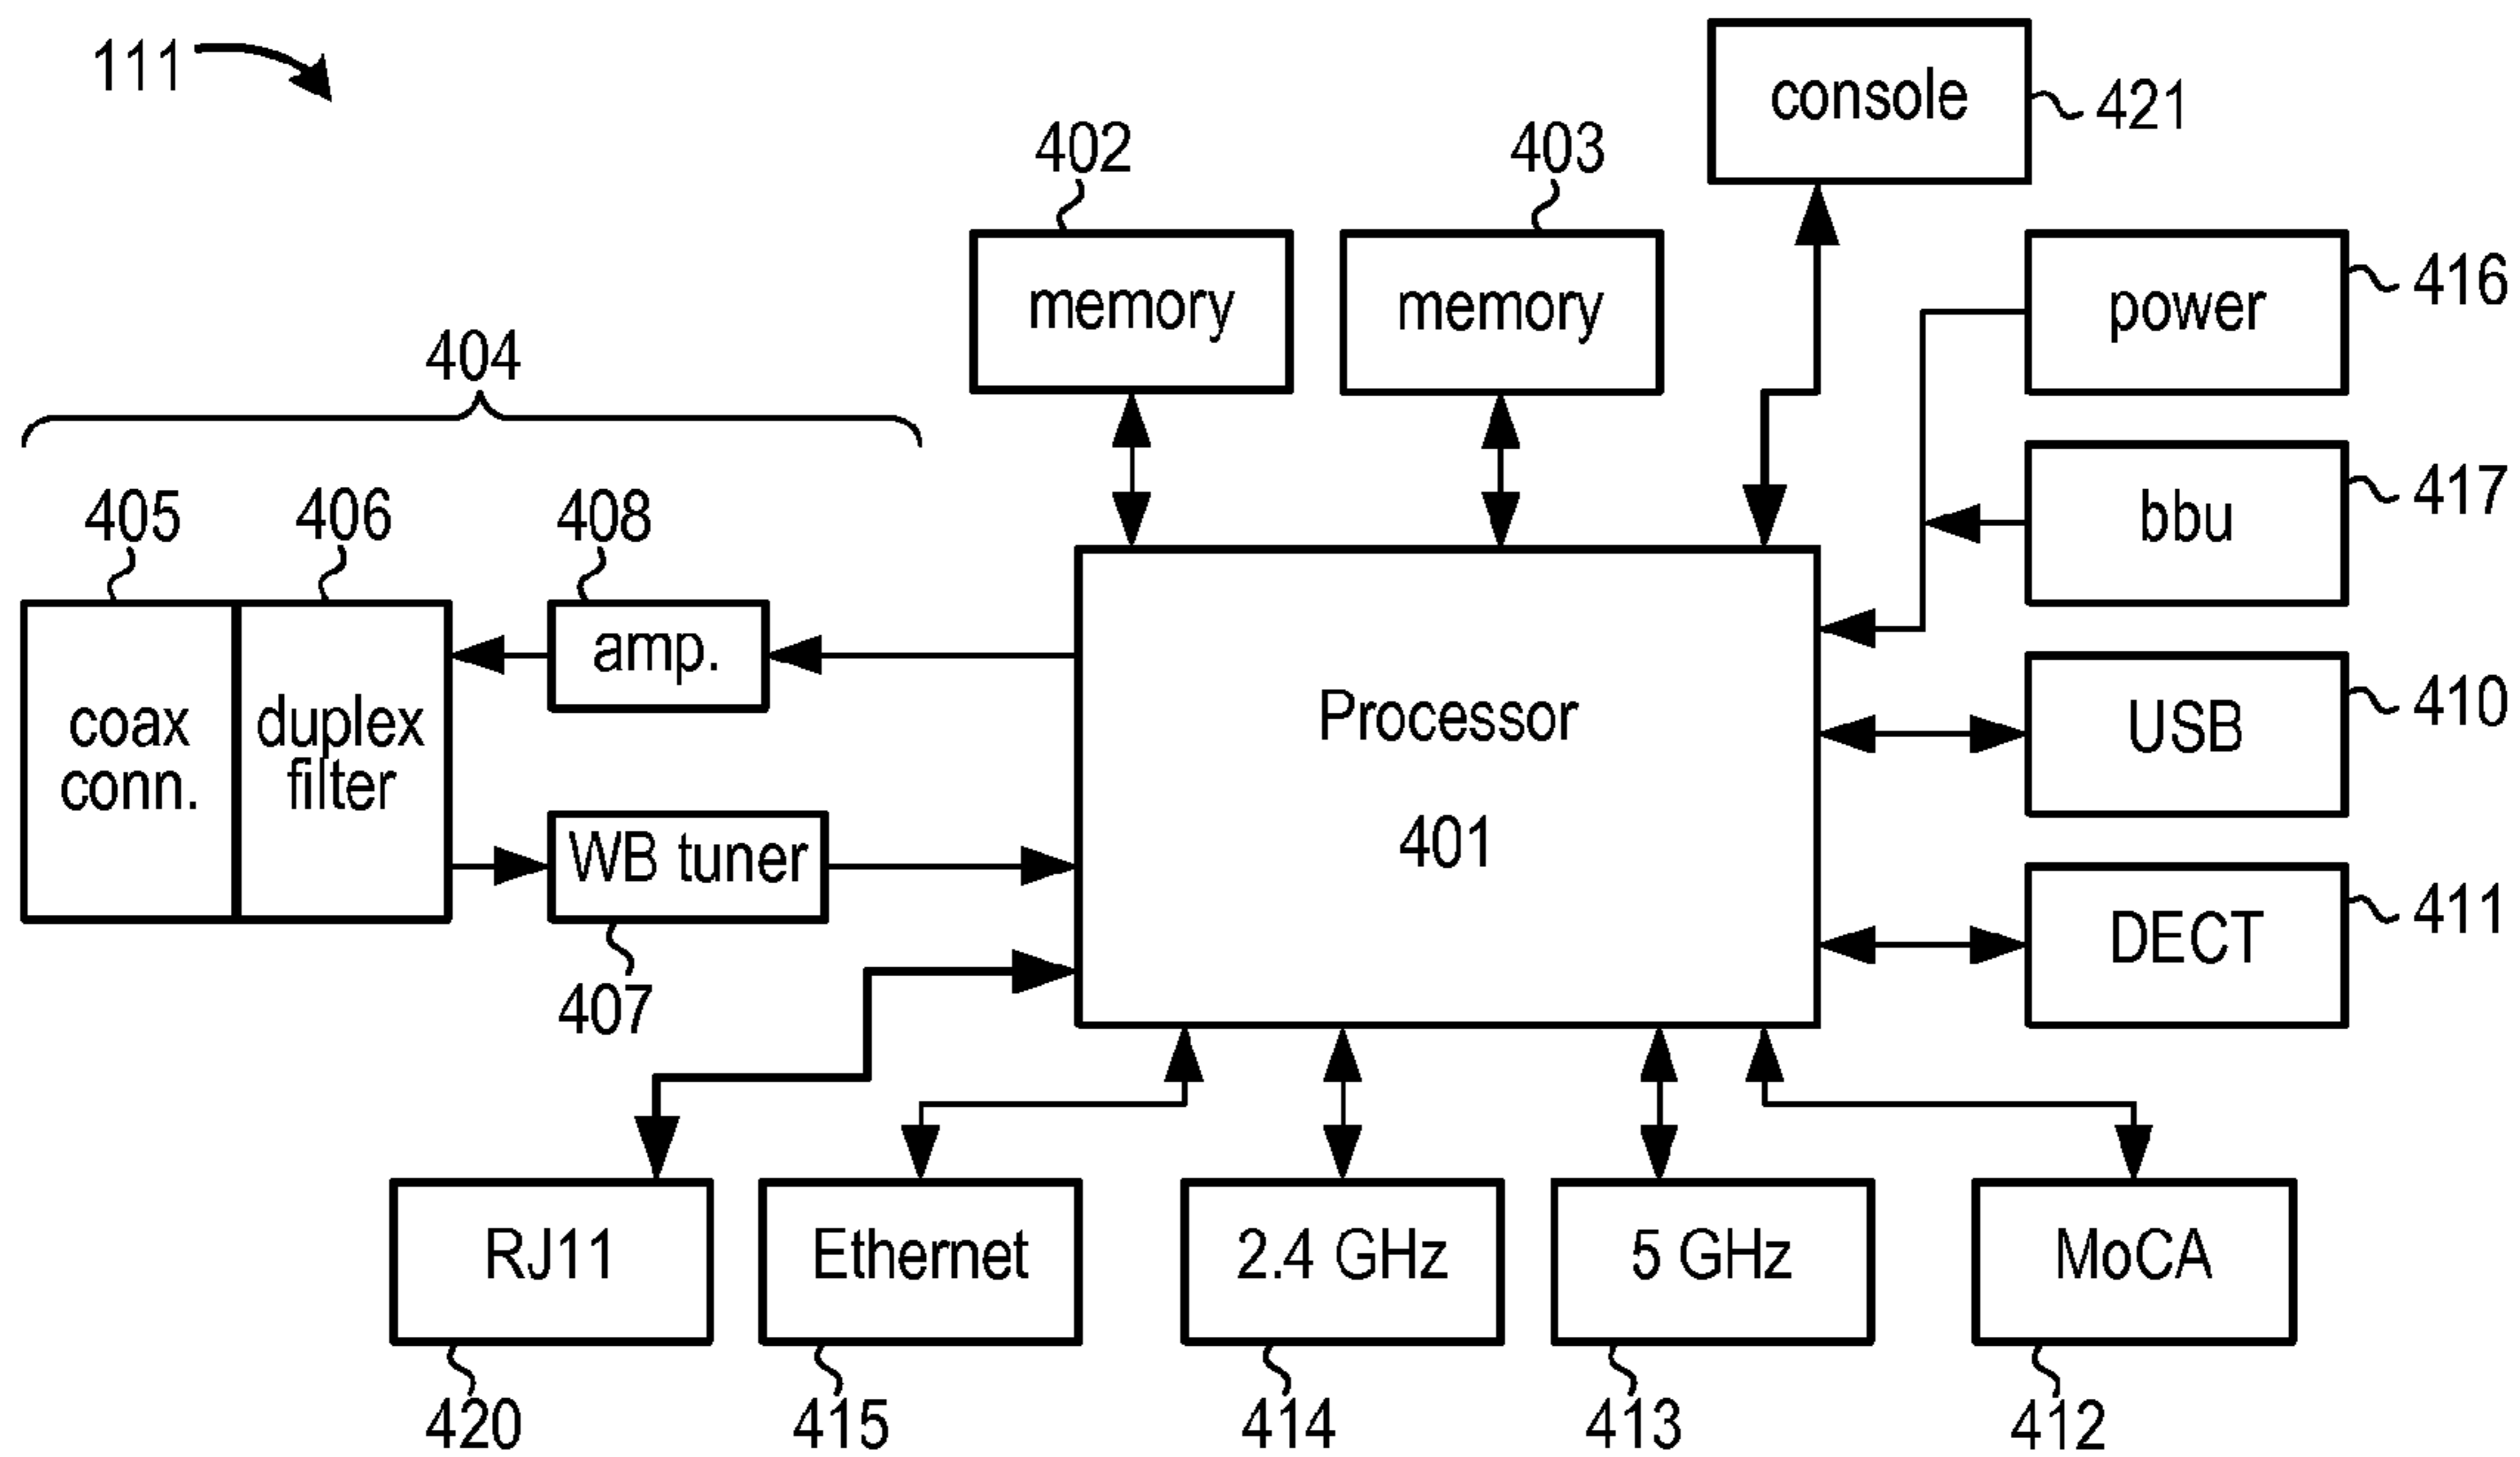 111
console
421
402
403
memory
memory
power
416
404
bbu
417
405
406
408
amp.
coax
conn.
duplex
filter
Processor
401
USB
410
WB tuner
407
DECT
411
RJ11
Ethernet
2.4 GHz
5 GHz
MoCA
420
415
414
413
412